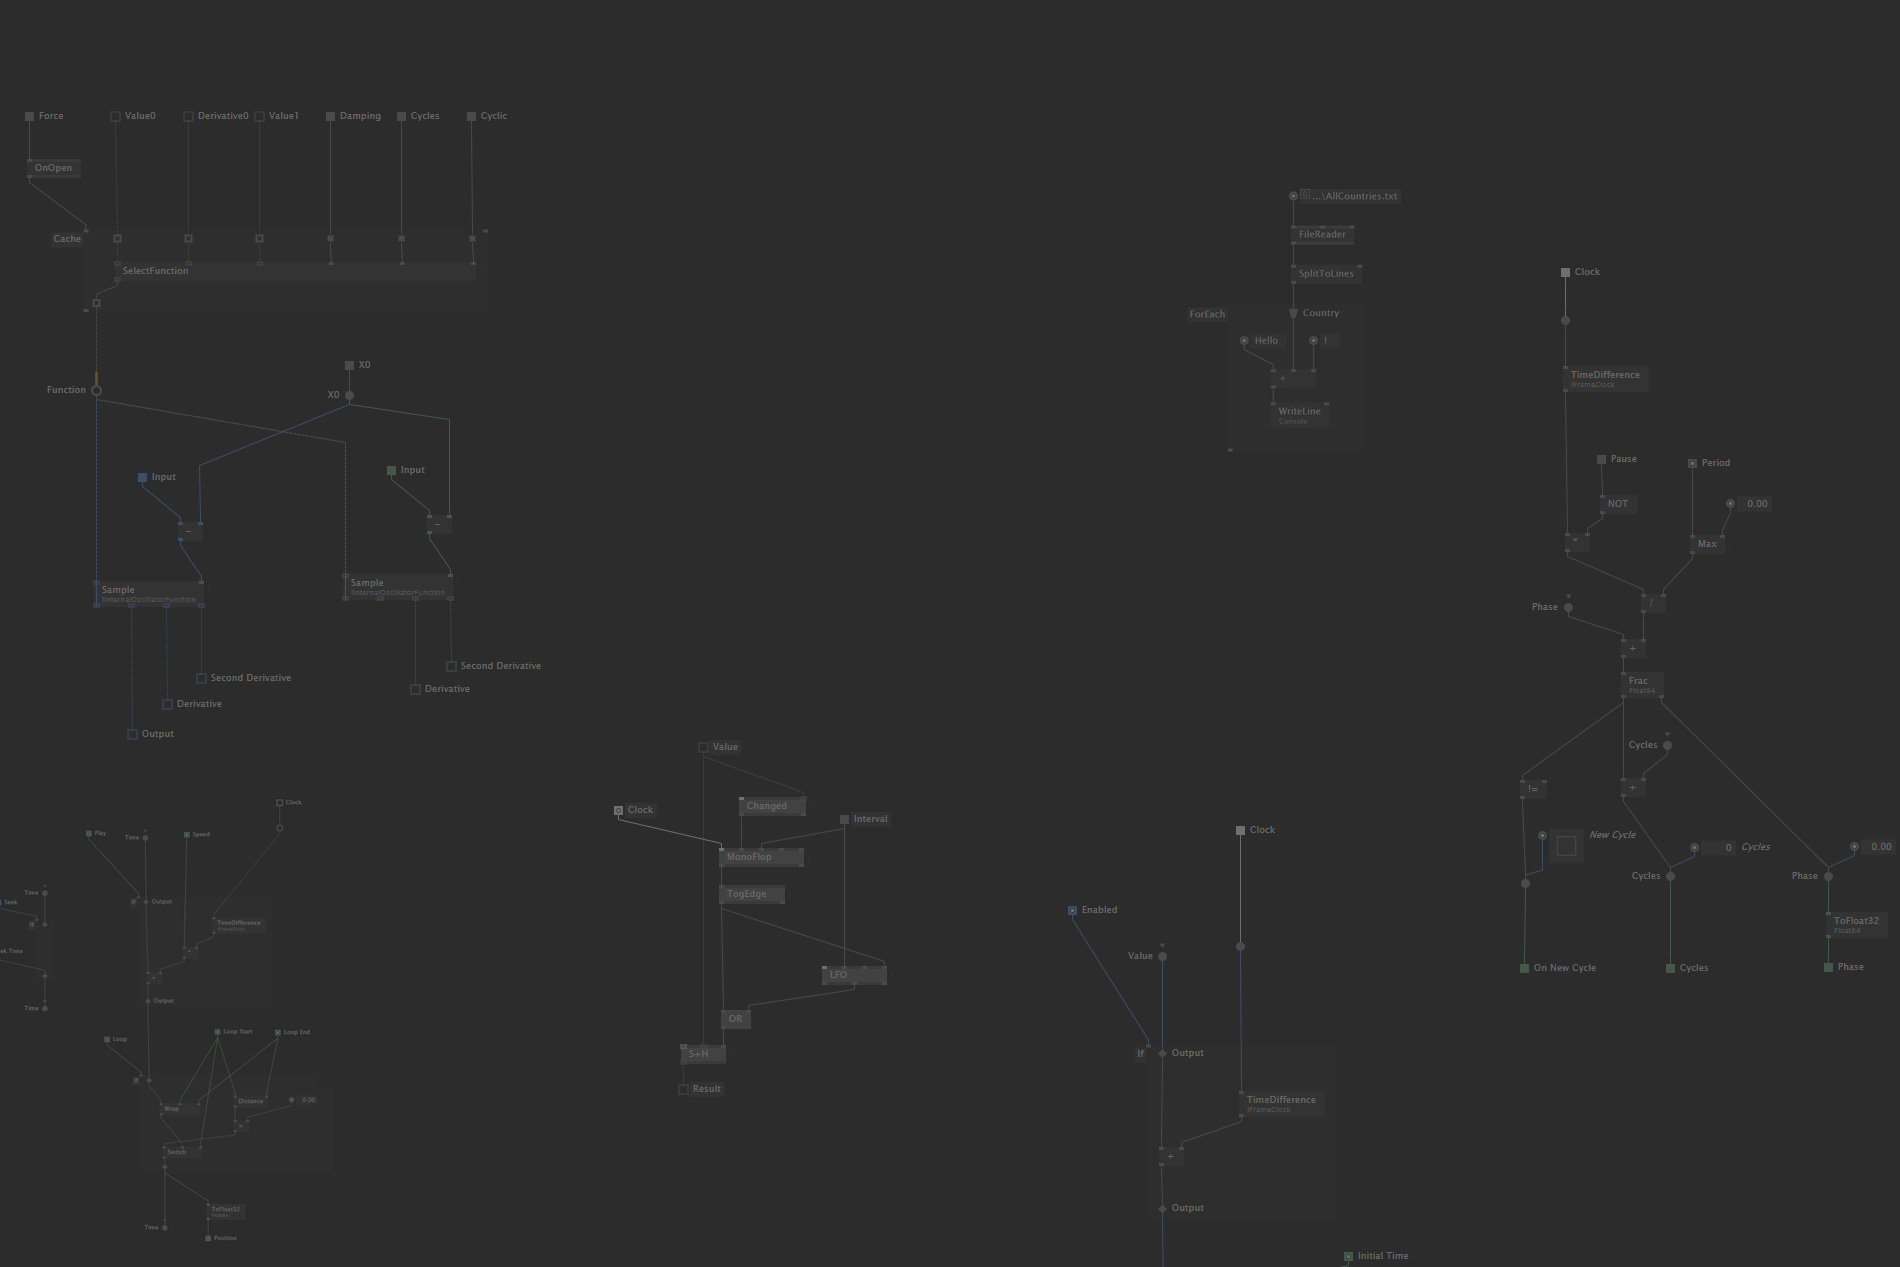 Force
Value0
Derivative0
Value1
Damping
Cycles
Cyclic
OnOpen
Cache
SelectFunction
Function
X0
X0
Input
Input
-
-
Sample
IInternalOscillatorFunction
Sample
IInternalOscillatorFunction
Second Derivative
Second Derivative
Derivative
Derivative
Output
...\AllCountries.txt
FileReader
SplitToLines
ForEach
Country
Hello
!
+
WriteLine
Console
Clock
TimeDifference
IFrameClock
Pause
Period
NOT
0.00
*
Max
/
Phase
+
Frac
Float64
Cycles
!=
+
New Cycle
0
Cycles
0.00
Cycles
Phase
ToFloat32
Float64
On New Cycle
Cycles
Phase
Value
Clock
Changed
Interval
MonoFlop
TogEdge
LFO
OR
S+H
Result
Clock
Enabled
Value
If
Output
TimeDifference
IFrameClock
+
Output
Initial Time
Clock
Play
Time
Speed
Time
Seek
If
If
Output
TimeDifference
IFrameClock
ek Time
Output
Time
Loop
Loop Start
Loop End
If
Wrap
Distance
0.00
Switch
ToFloat32
Float64
Time
Position